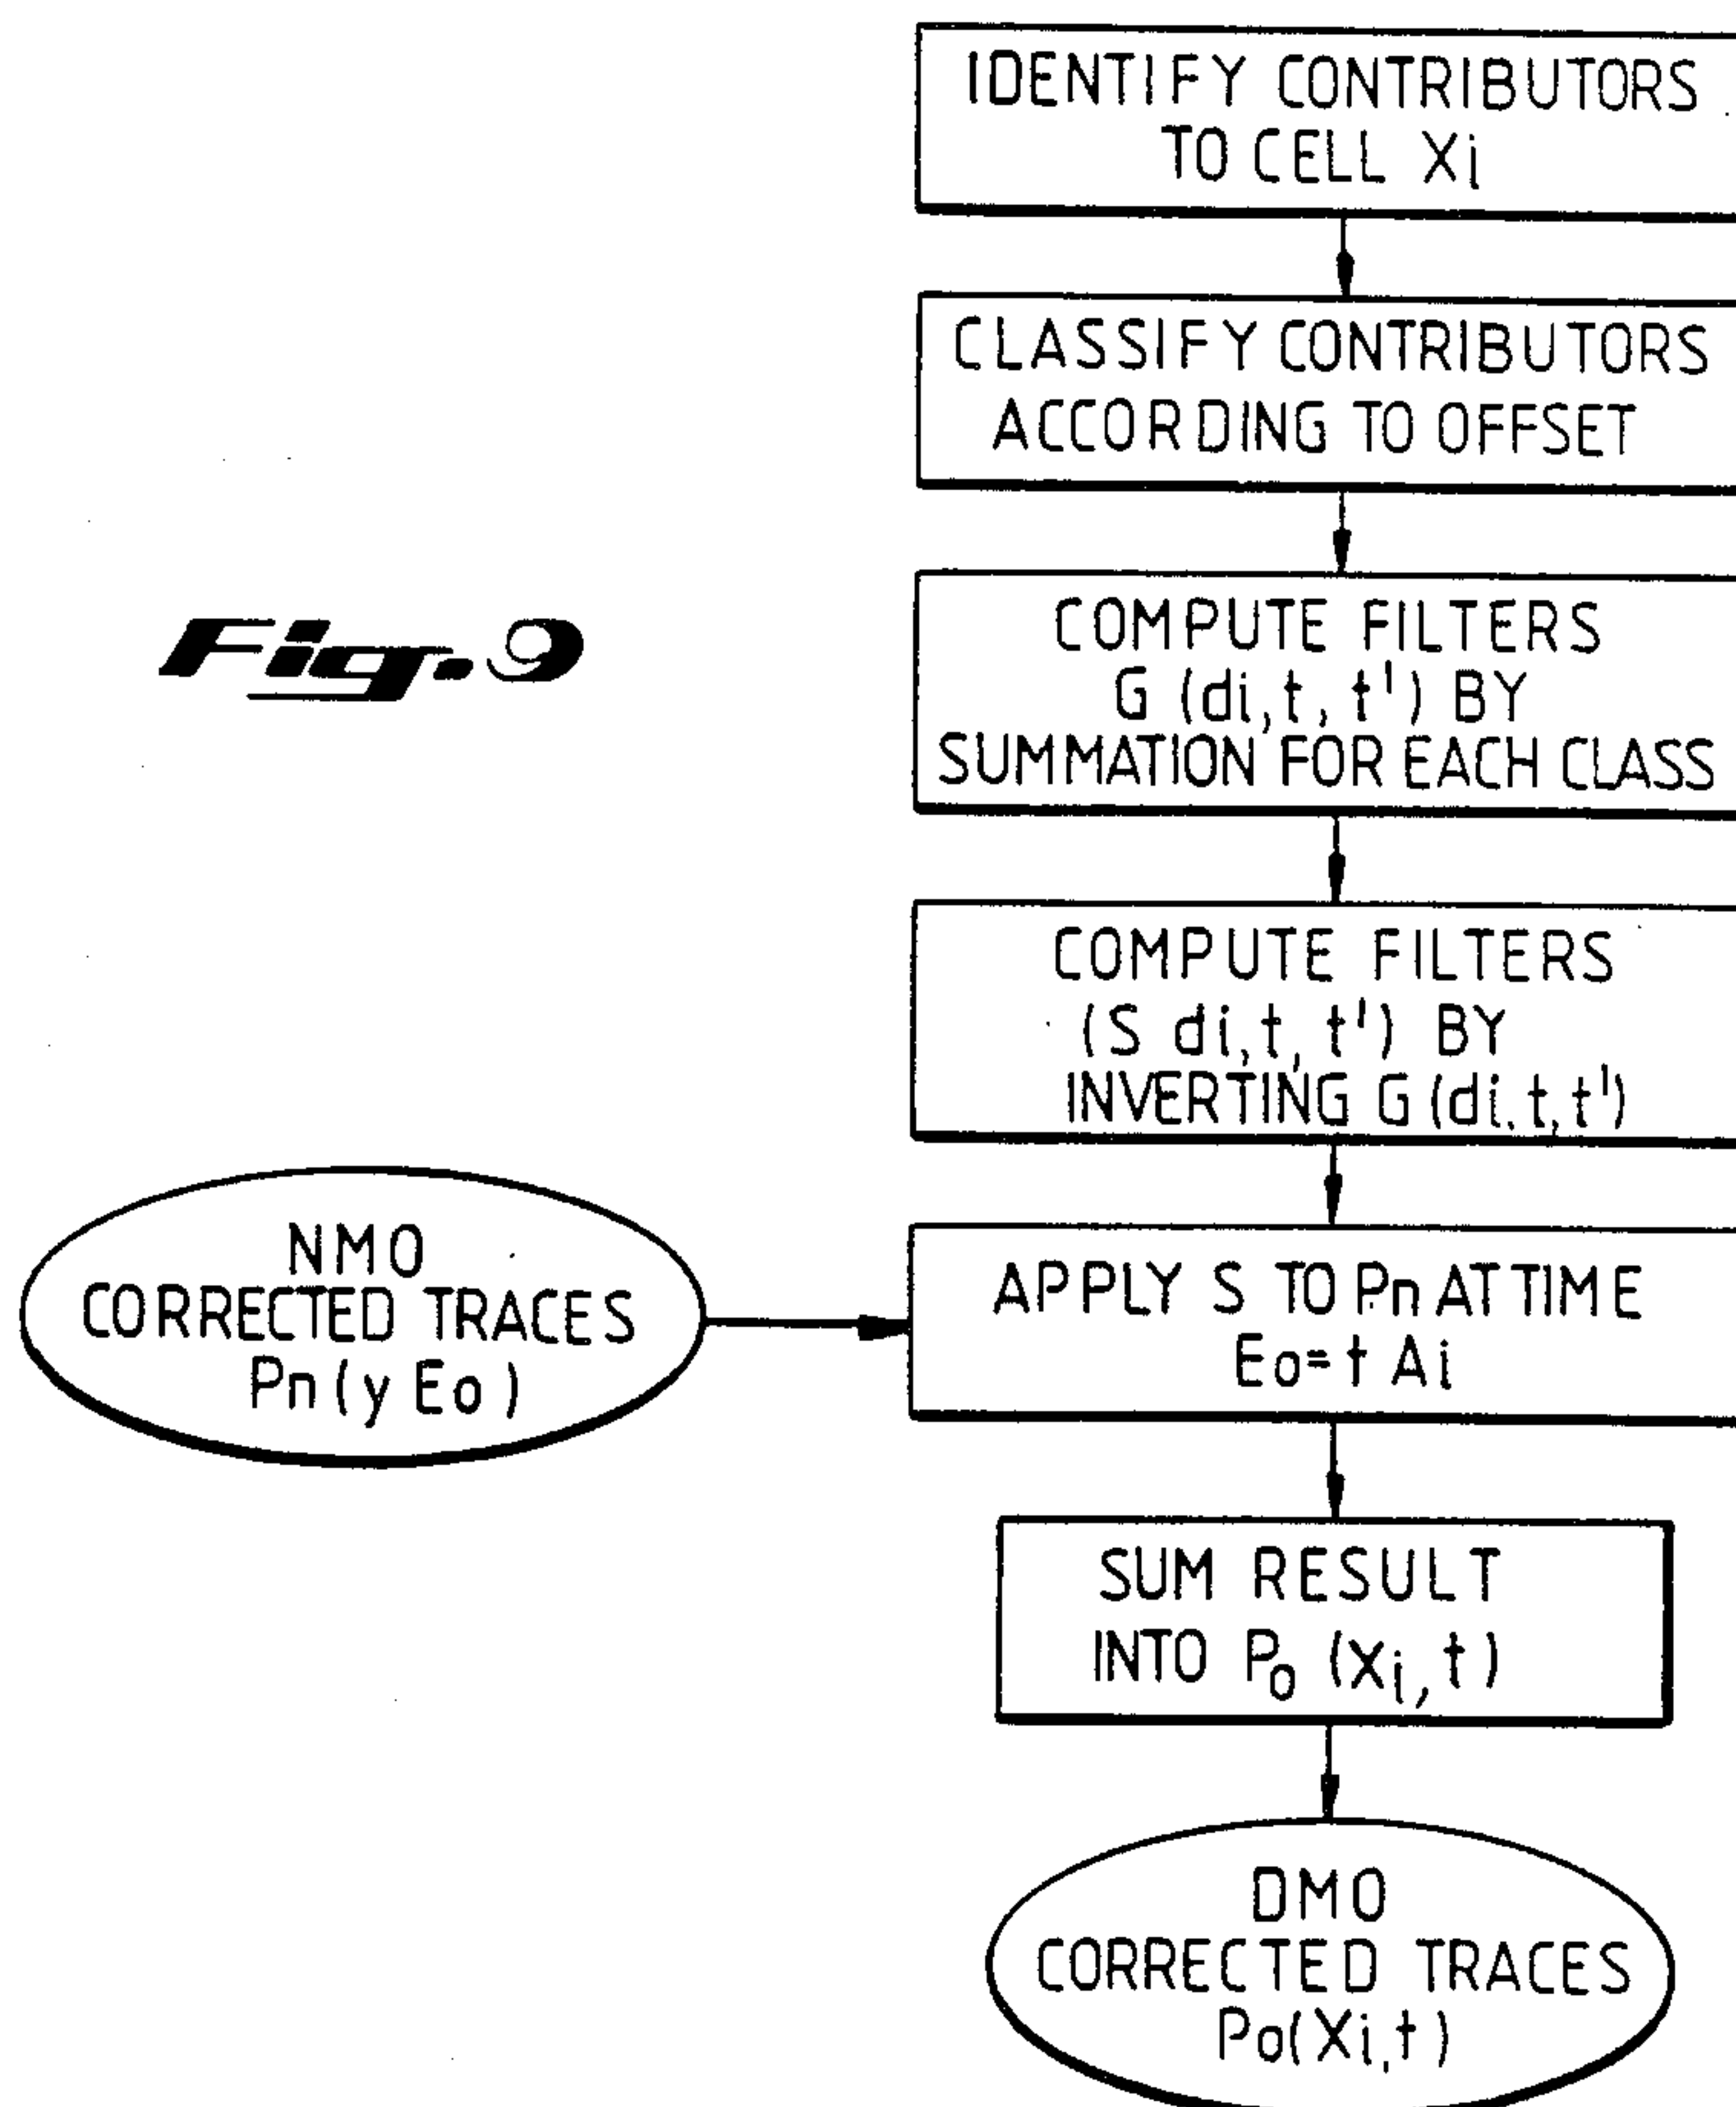 IDENTIFY CONTRIBUTORS
TO CELL Xi
CLASSIFY CONTRIBUTORS
ACCORDING TO OFFSET
Fig.9
COMPUTE FILTERS
G (di,t, t') BY
SUMMATION FOR EACH CLASS
COMPUTE FILTERS
(S di,t, t') BY
INVERTING G (di,t,t')
NMO
CORRECTED TRACES
Pn(y Eo)
APPLY S TO Pn AT TIME
Eo=t Ai
SUM RESULT
INTO Po (xi,t)
DMO
CORRECTED TRACES
Po(Xi,t)